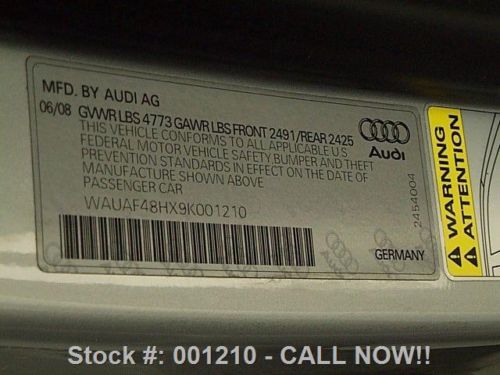 MFD. BY AUDI AG
06/08 GVWR LBS 4773 GAWR LBS FRONT 2491/REAR 2425
THIS VEHICLE CONFORMS TO ALL APPLICABLE U S
FEDERAL MOTOR VEHICLE SAFETY BUMPER AND THEFT
PREVENTION STANDARDS IN EFFECT ON THE DATE OF
MANUFACTURE SHOWN ABOVE
PASSENGER CAR
WAUAF48HX9K001210
Audi
2454004
GERMANY
WARNING
ATTENTION
Stock #: 001210 - CALL NOW!!